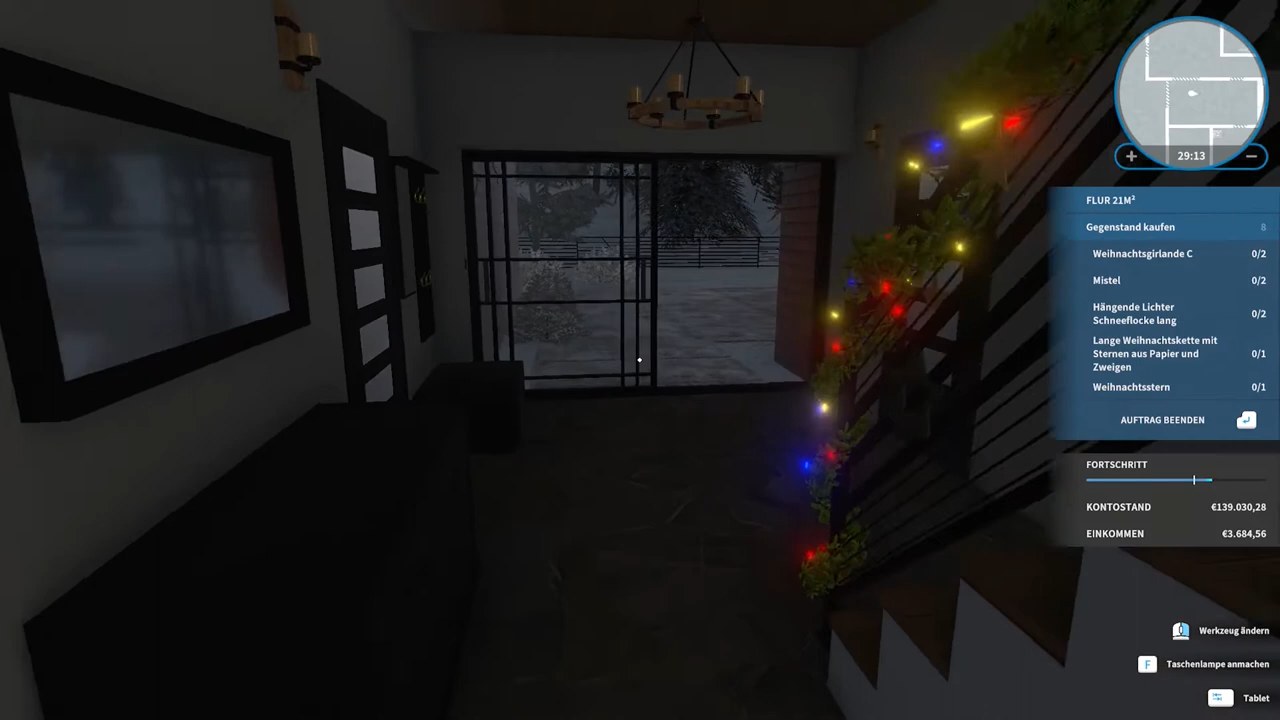 + 29:13 −
FLUR 21M²
Gegenstand kaufen 8
Weihnachtsgirlande C 0/2
Mistel 0/2
Hängende Lichter
Schneeflocke lang 0/2
Lange Weihnachtskette mit
Sternen aus Papier und 0/1
Zweigen
Weihnachtsstern 0/1
AUFTRAG BEENDEN
FORTSCHRITT
KONTOSTAND €139.030,28
EINKOMMEN €3.684,56
Werkzeug ändern
F Taschenlampe anmachen
Tablet